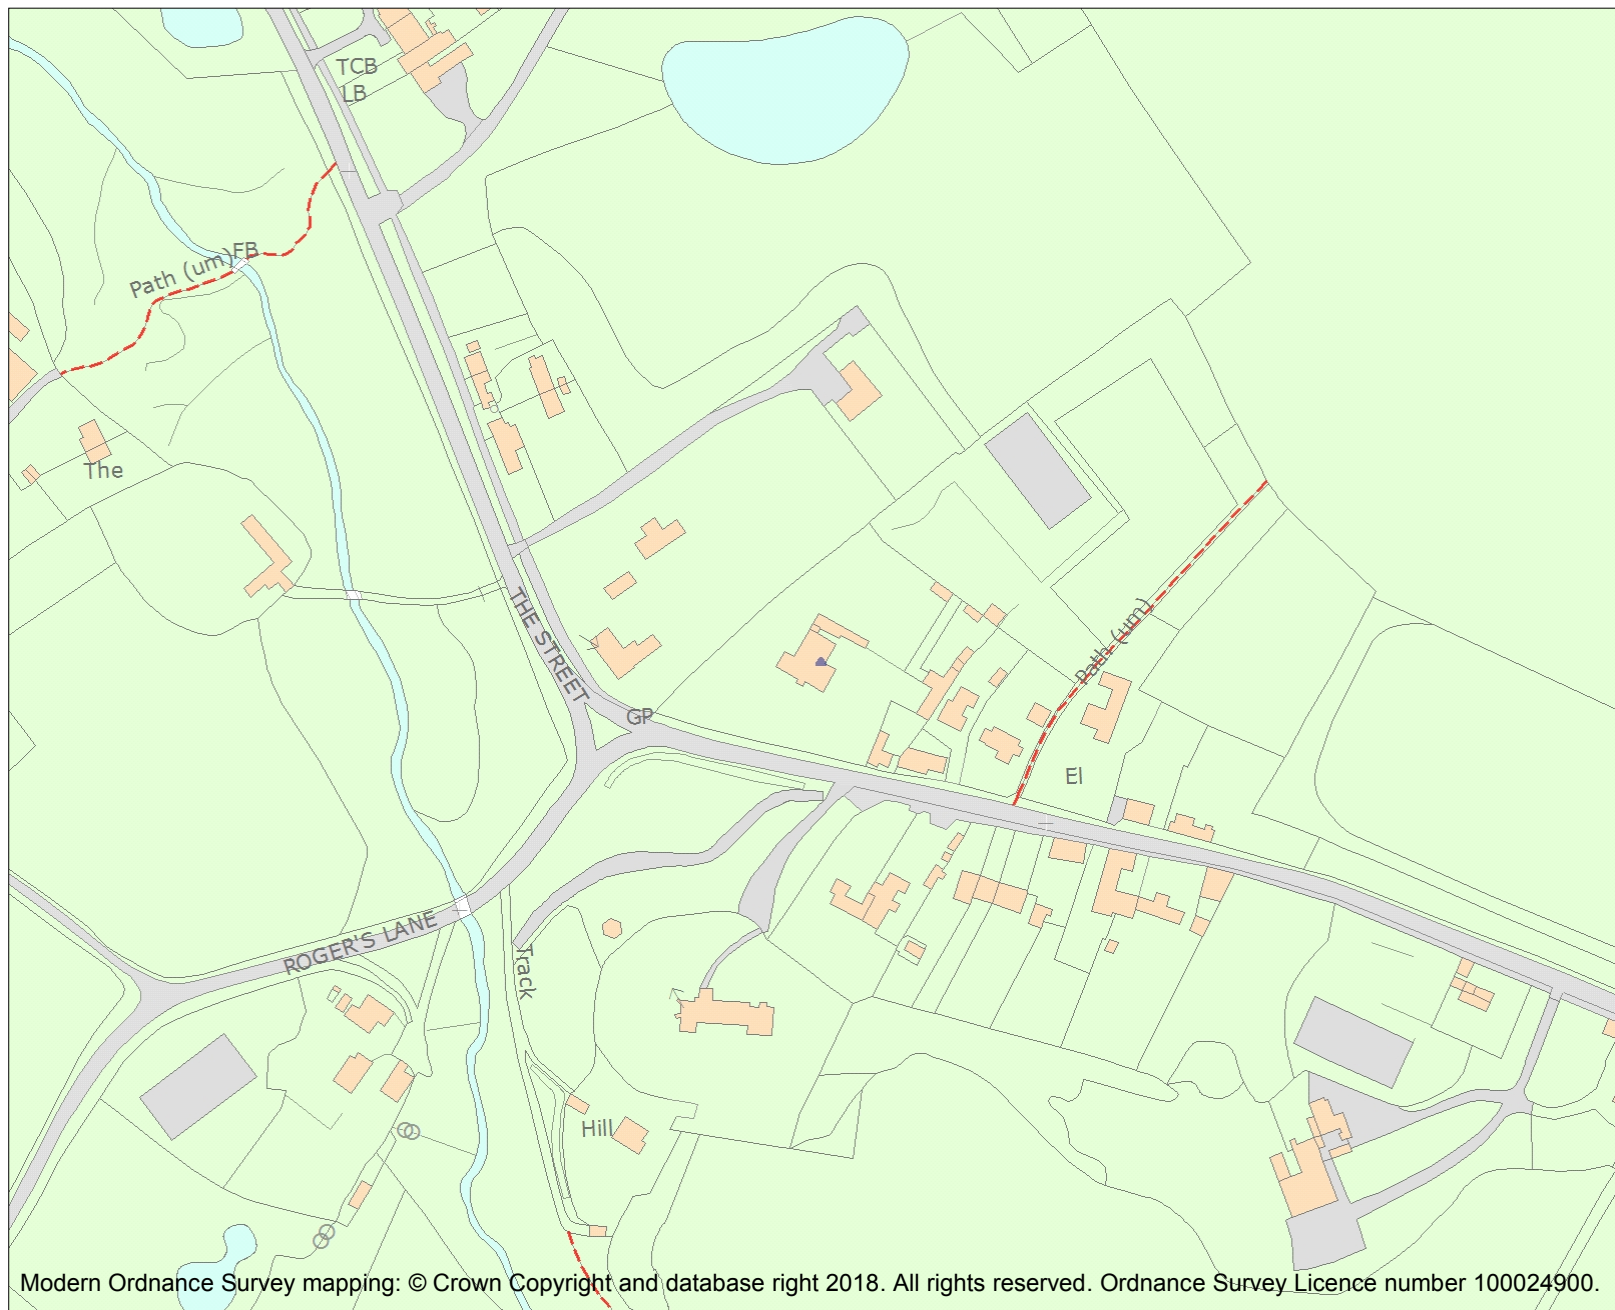 TCB
LB
Path (um)
FB
The
THE STREET
GP
Path (um)
El
ROGER'S LANE
Track
Hill
Modern Ordnance Survey mapping: © Crown Copyright and database right 2018. All rights reserved. Ordnance Survey Licence number 100024900.